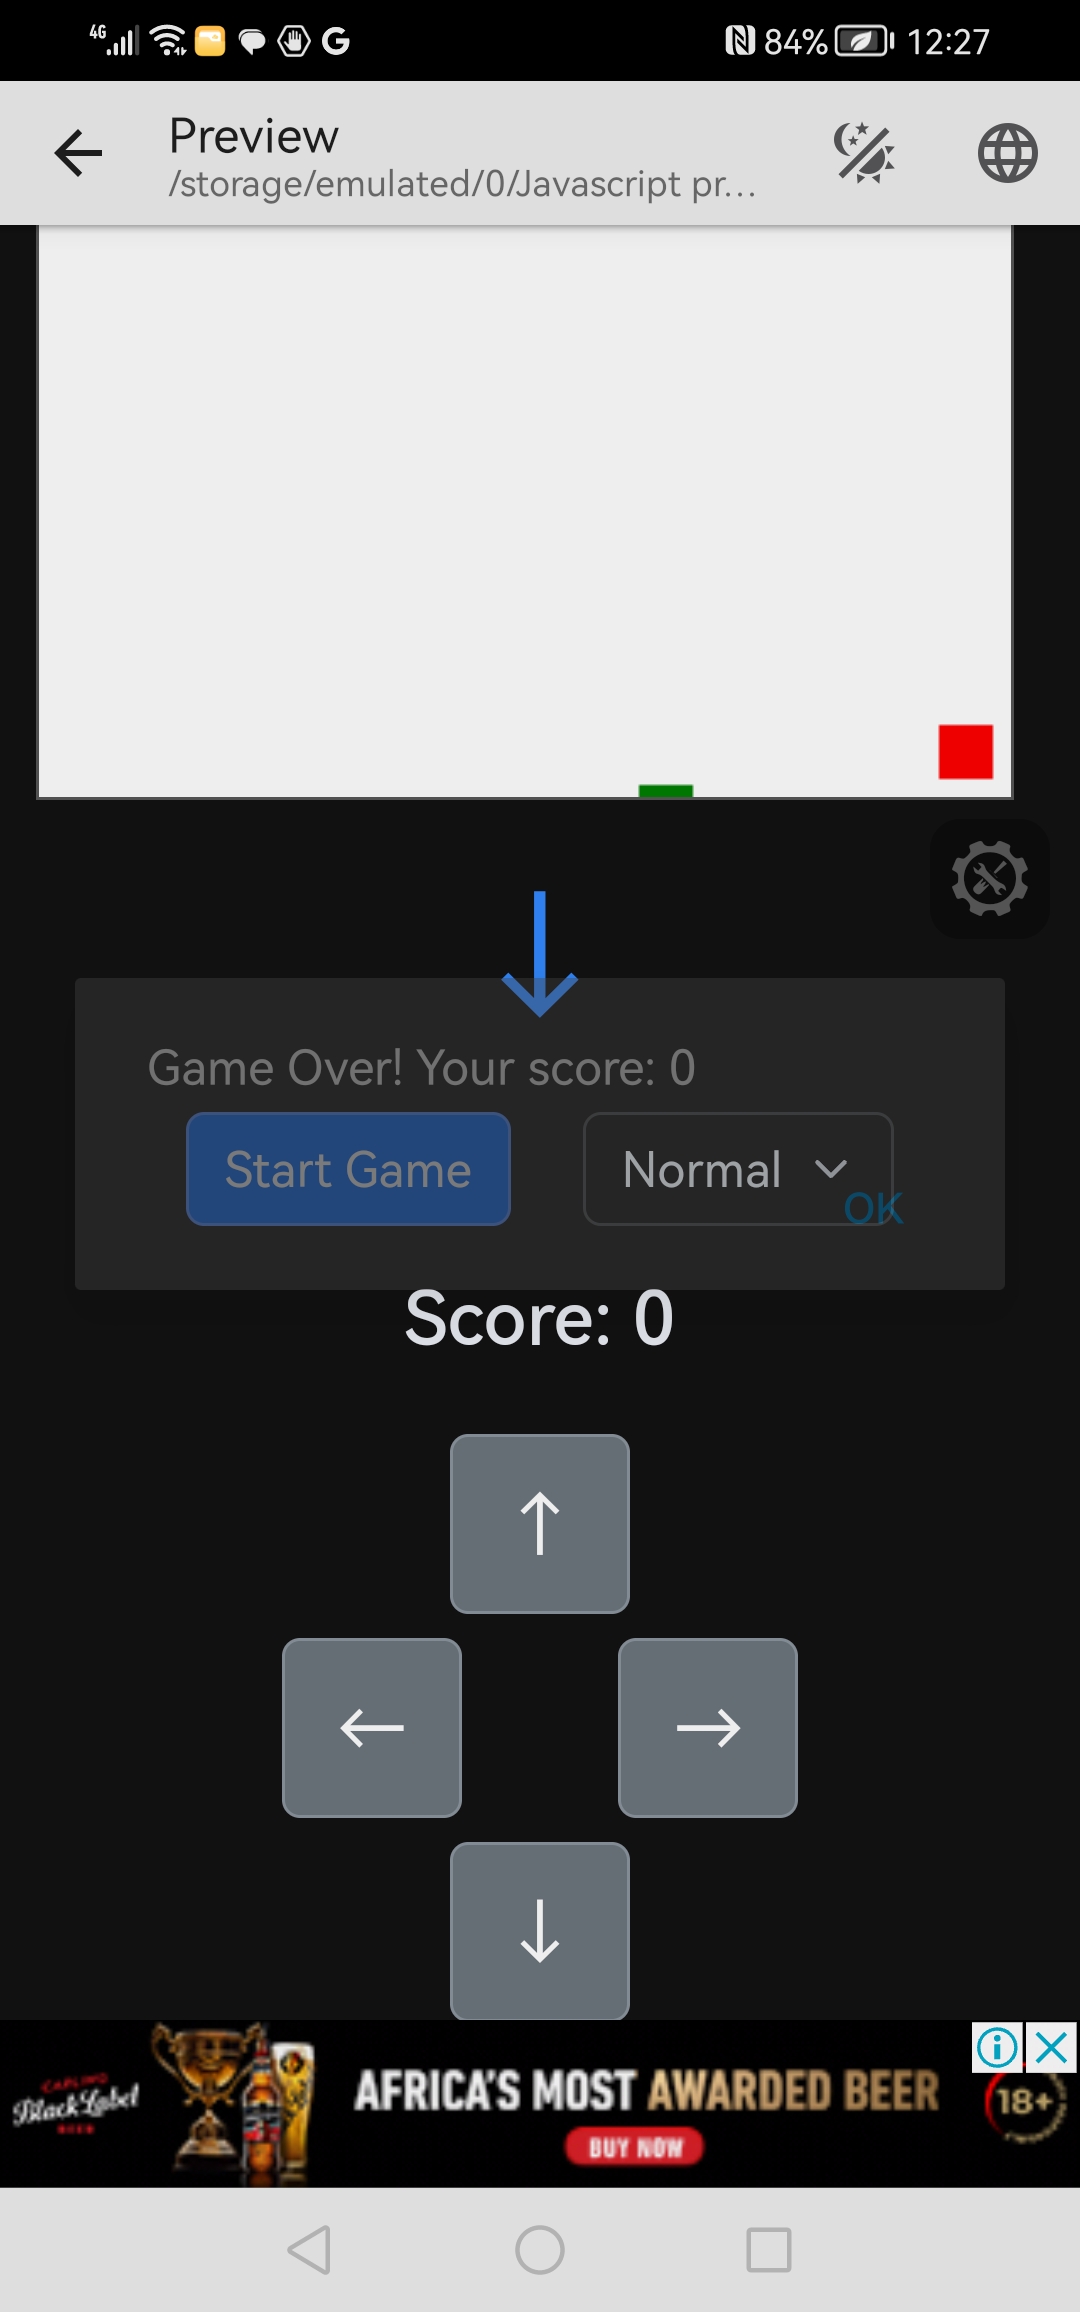 4G 84% 12:27
Preview
/storage/emulated/0/Javascript pr...
Game Over! Your score: 0
Start Game Normal
OK
Score: 0
CARLING
Black Label
BEER
AFRICA'S MOST AWARDED BEER
18+
BUY NOW